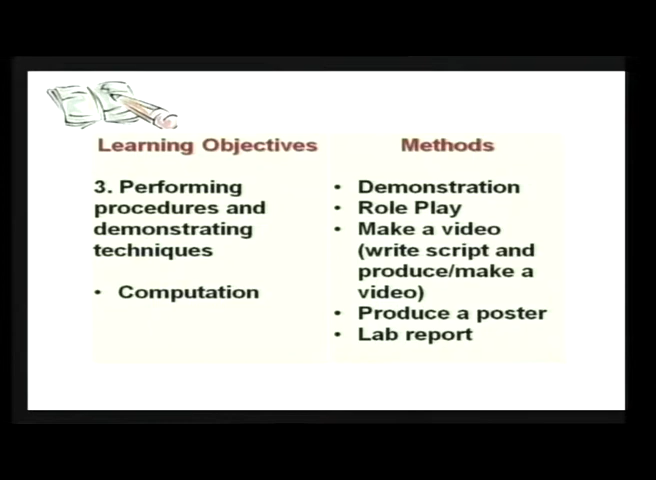 Learning Objectives
Methods
3. Performing
procedures and
demonstrating
techniques
• Computation
• Demonstration
• Role Play
• Make a video
(write script and
produce/make a
video)
• Produce a poster
• Lab report